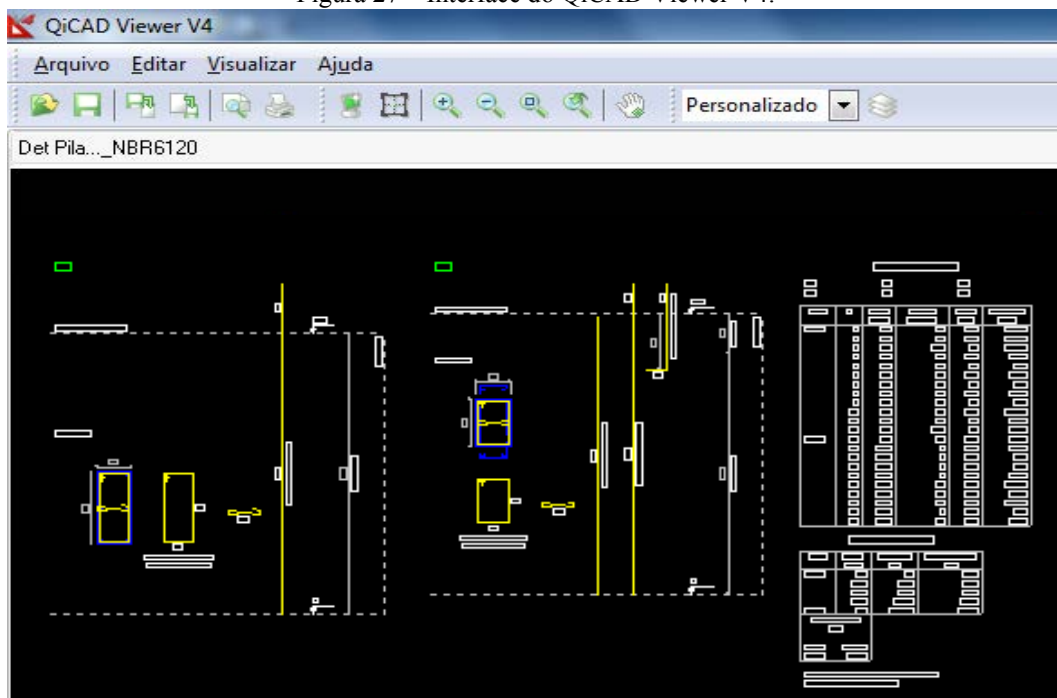 Figura 27 – Interface do QiCAD Viewer V4.
QiCAD Viewer V4
Arquivo Editar Visualizar Ajuda
Personalizado
Det Pila..._NBR6120